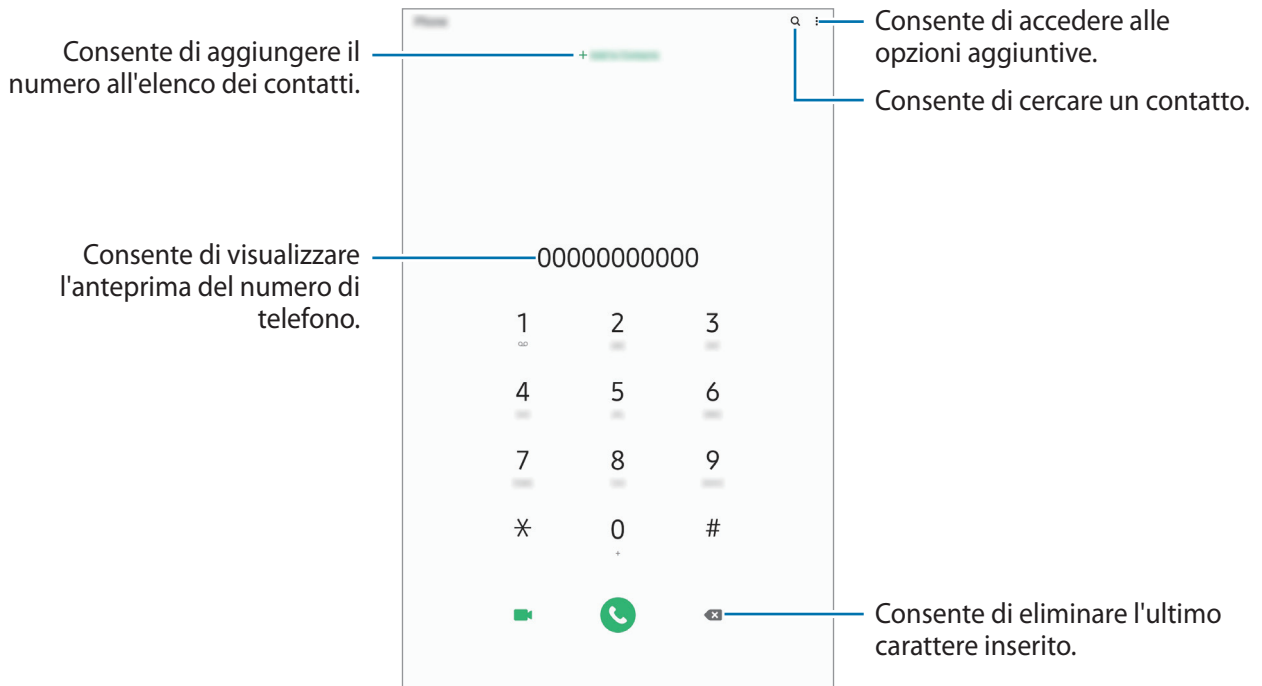 Consente di accedere alle
opzioni aggiuntive.
Consente di aggiungere il
numero all'elenco dei contatti.
Consente di cercare un contatto.
Consente di visualizzare
l'anteprima del numero di
telefono.
00000000000
1 2 3
4 5 6
7 8 9
* 0 #
+
Consente di eliminare l'ultimo
carattere inserito.